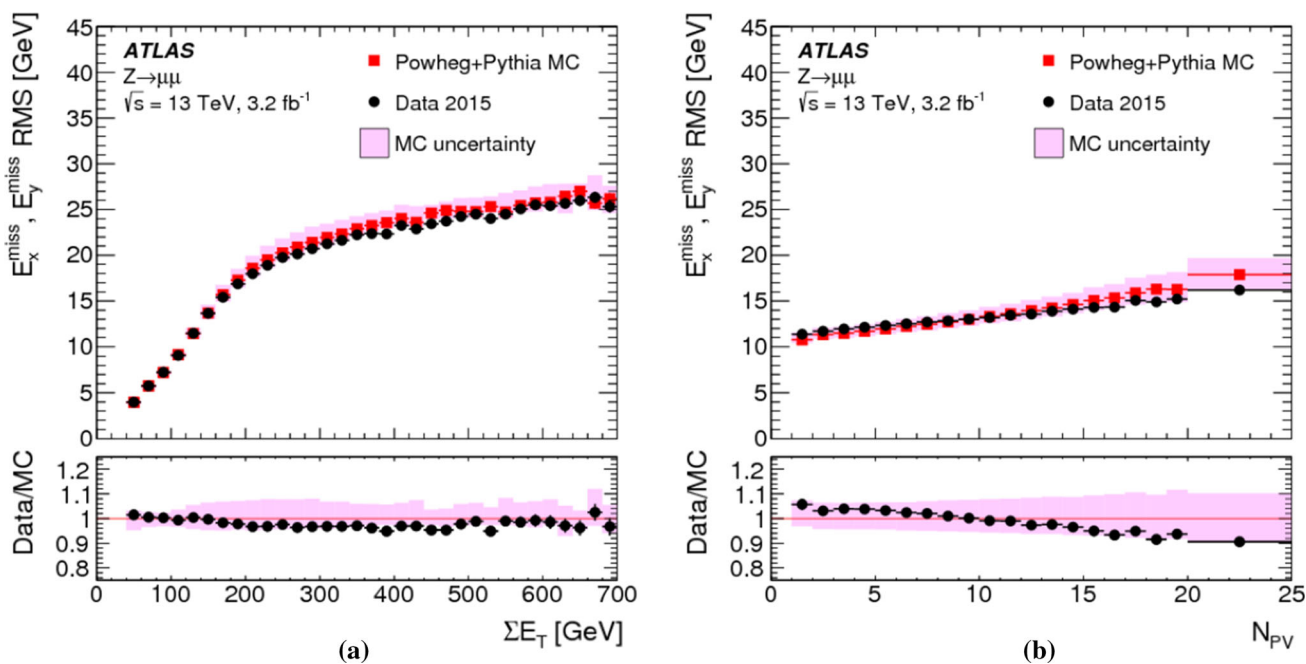 E_x^miss , E_y^miss RMS [GeV]
45
40
35
30
25
20
15
10
5
0
ATLAS
Z→μμ
√s = 13 TeV, 3.2 fb⁻¹
Powheg+Pythia MC
Data 2015
MC uncertainty
Data/MC
1.2
1.1
1
0.9
0.8
0 100 200 300 400 500 600 700
ΣE_T [GeV]
(a)
E_x^miss , E_y^miss RMS [GeV]
45
40
35
30
25
20
15
10
5
0
ATLAS
Z→μμ
√s = 13 TeV, 3.2 fb⁻¹
Powheg+Pythia MC
Data 2015
MC uncertainty
Data/MC
1.2
1.1
1
0.9
0.8
0 5 10 15 20 25
N_PV
(b)